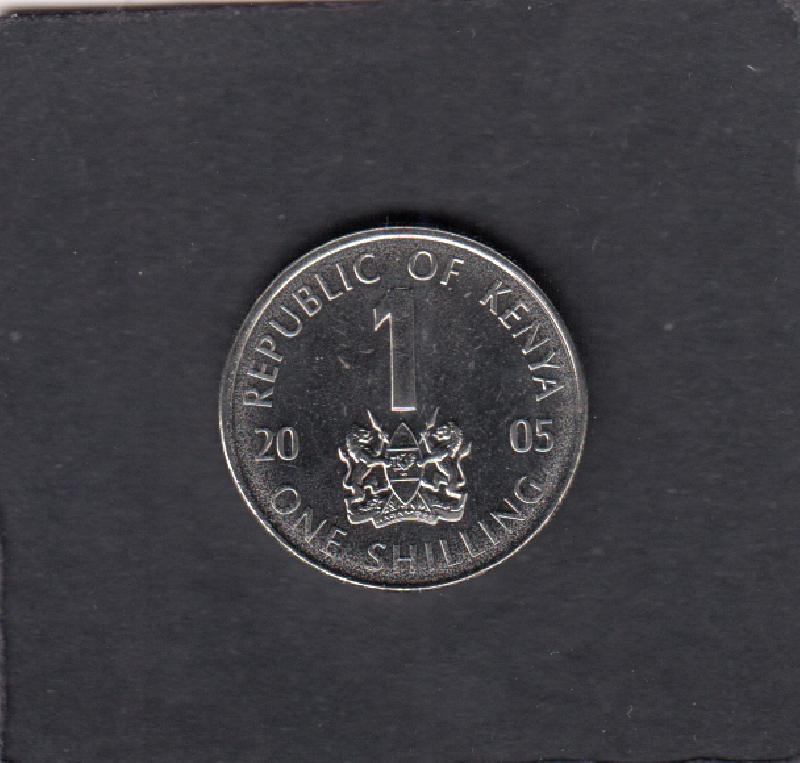 REPUBLIC OF KENYA
1
20 05
ONE SHILLING